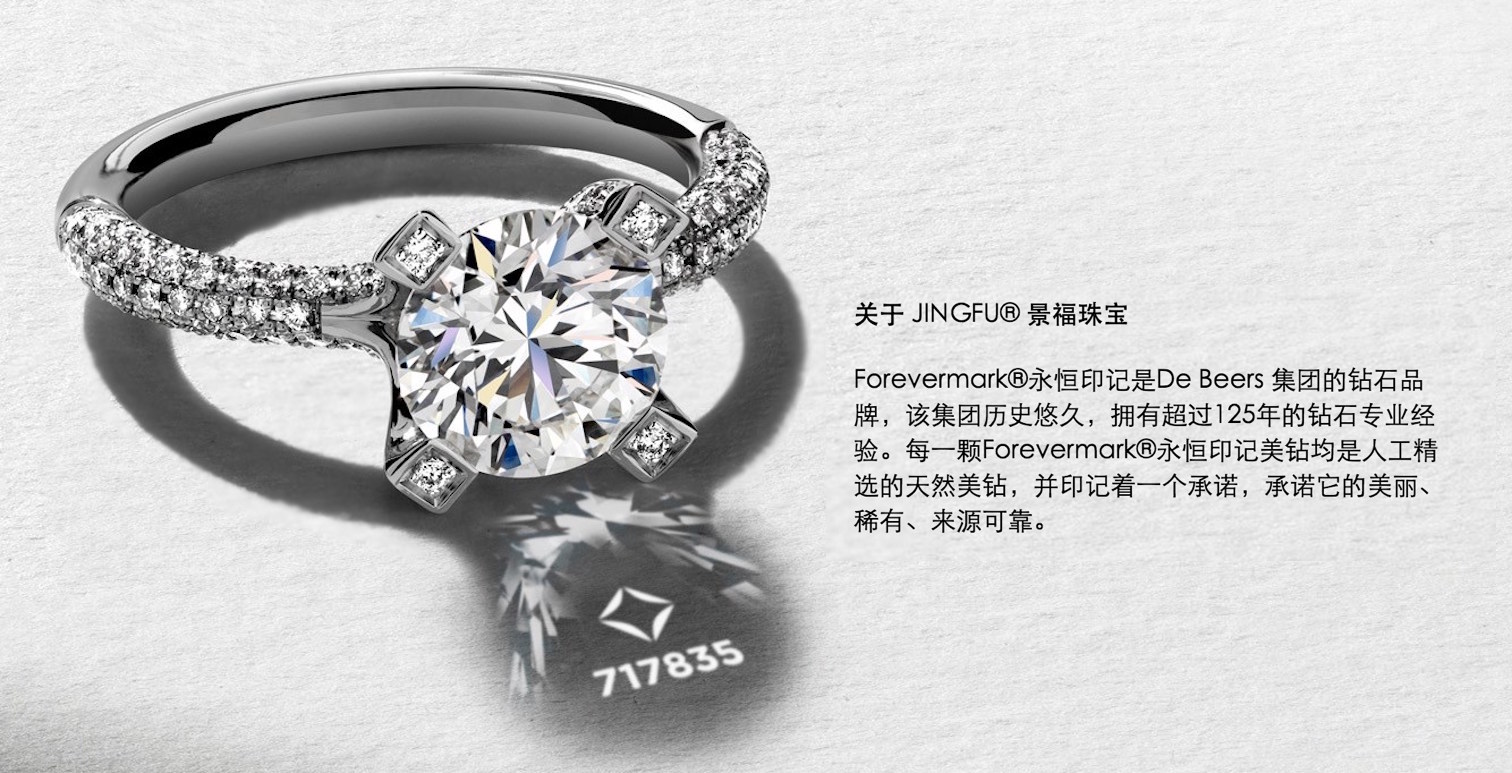 关于 JINGFU® 景福珠宝
Forevermark®永恒印记是De Beers 集团的钻石品
牌，该集团历史悠久，拥有超过125年的钻石专业经
验。每一颗Forevermark®永恒印记美钻均是人工精
选的天然美钻，并印记着一个承诺，承诺它的美丽、
稀有、来源可靠。
717835